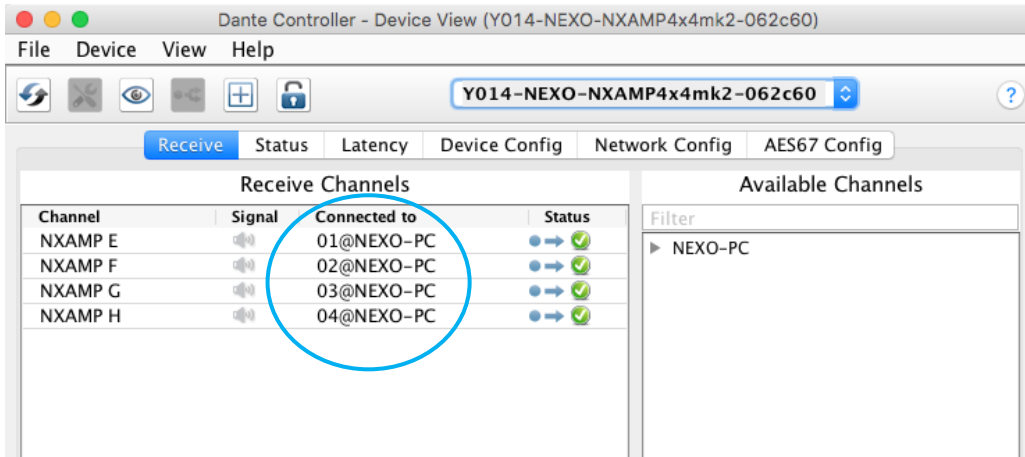 Dante Controller - Device View (Y014-NEXO-NXAMP4x4mk2-062c60)
File Device View Help
Y014-NEXO-NXAMP4x4mk2-062c60
?
Receive Status Latency Device Config Network Config AES67 Config
Receive Channels
Available Channels
Channel Signal Connected to Status
Filter
NXAMP E 01@NEXO-PC
NEXO-PC
NXAMP F 02@NEXO-PC
NXAMP G 03@NEXO-PC
NXAMP H 04@NEXO-PC